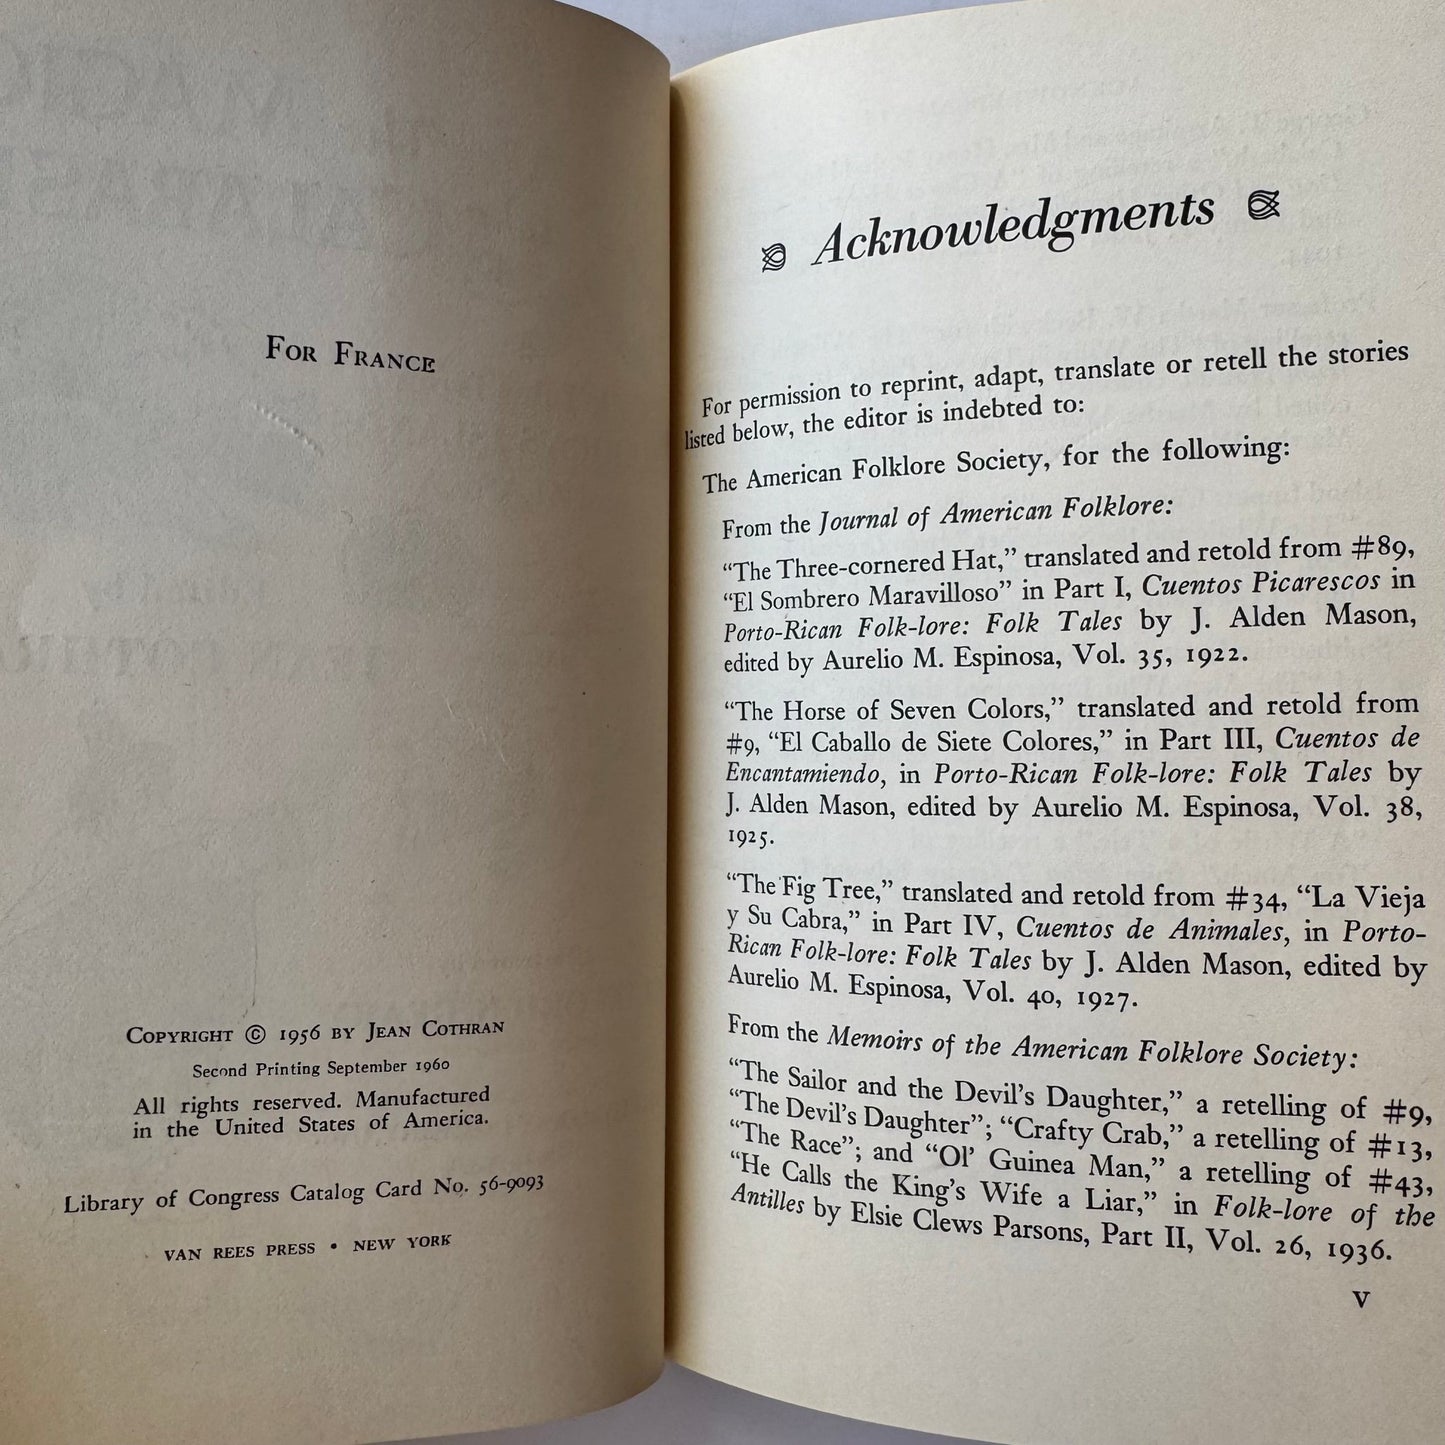 For France
Copyright © 1956 by Jean Cothran
Second Printing September 1960
All rights reserved. Manufactured
in the United States of America.
Library of Congress Catalog Card No. 56-9093
VAN REES PRESS • NEW YORK
Acknowledgments
For permission to reprint, adapt, translate or retell the stories
listed below, the editor is indebted to:
The American Folklore Society, for the following:
From the Journal of American Folklore:
“The Three-cornered Hat,” translated and retold from #89,
“El Sombrero Maravilloso” in Part I, Cuentos Picarescos in
Porto-Rican Folk-lore: Folk Tales by J. Alden Mason,
edited by Aurelio M. Espinosa, Vol. 35, 1922.
“The Horse of Seven Colors,” translated and retold from
#9, “El Caballo de Siete Colores,” in Part III, Cuentos de
Encantamiendo, in Porto-Rican Folk-lore: Folk Tales by
J. Alden Mason, edited by Aurelio M. Espinosa, Vol. 38,
1925.
“The Fig Tree,” translated and retold from #34, “La Vieja
y Su Cabra,” in Part IV, Cuentos de Animales, in Porto-
Rican Folk-lore: Folk Tales by J. Alden Mason, edited by
Aurelio M. Espinosa, Vol. 40, 1927.
From the Memoirs of the American Folklore Society:
“The Sailor and the Devil’s Daughter,” a retelling of #9,
“The Devil’s Daughter”; “Crafty Crab,” a retelling of #13,
“The Race”; and “Ol’ Guinea Man,” a retelling of #43,
“He Calls the King’s Wife a Liar,” in Folk-lore of the
Antilles by Elsie Clews Parsons, Part II, Vol. 26, 1936.
v